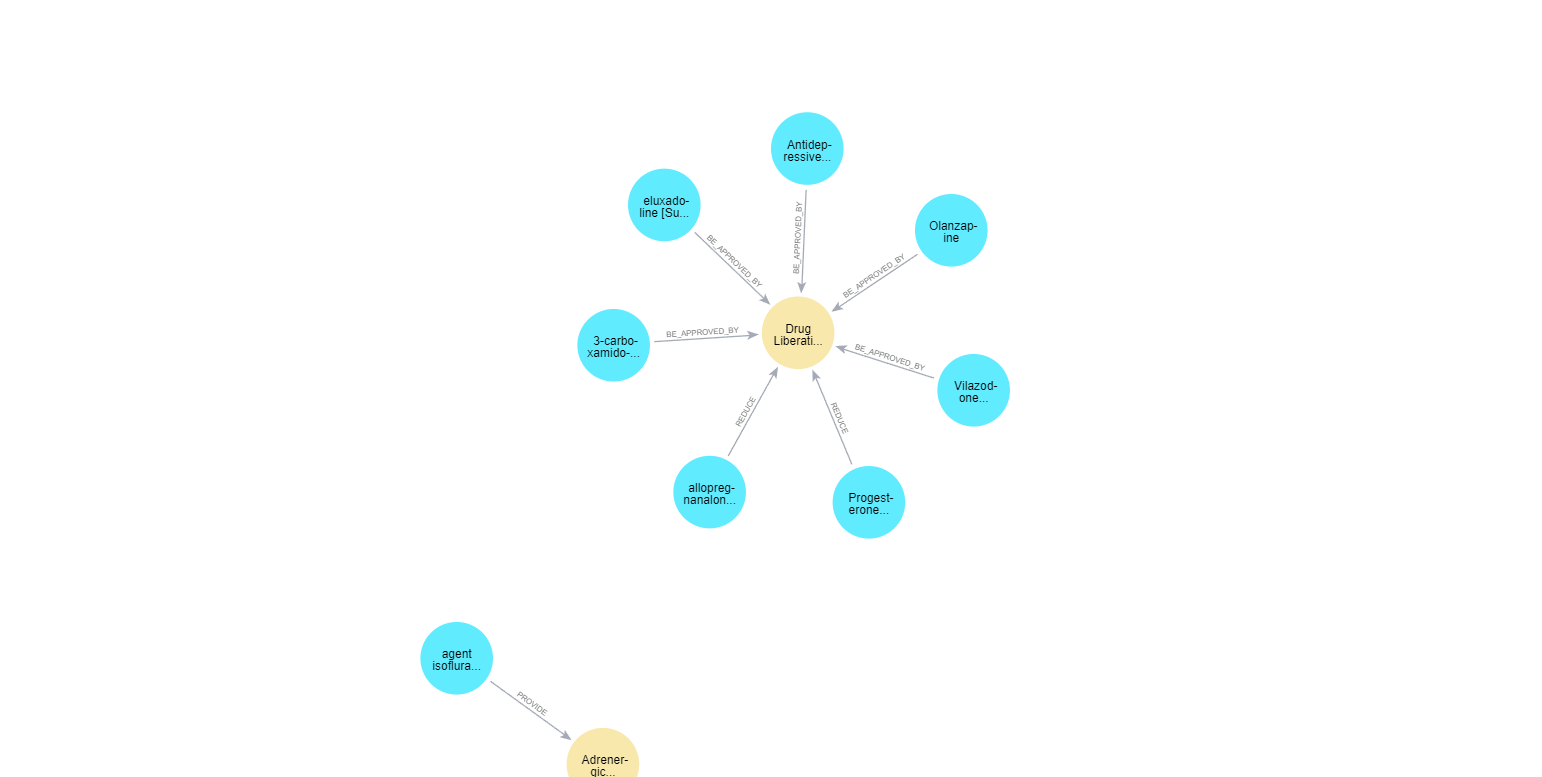 Antidep-
ressive...
eluxado-
line [Su...
Olanzap-
ine
BE_APPROVED_BY
BE_APPROVED_BY
BE_APPROVED_BY
3-carbo-
xamido-...
BE_APPROVED_BY
Drug
Liberati...
BE_APPROVED_BY
Vilazod-
one...
REDUCE
REDUCE
allopreg-
nanalon...
Progest-
erone...
agent
isoflura...
PROVIDE
Adrener-
gic...